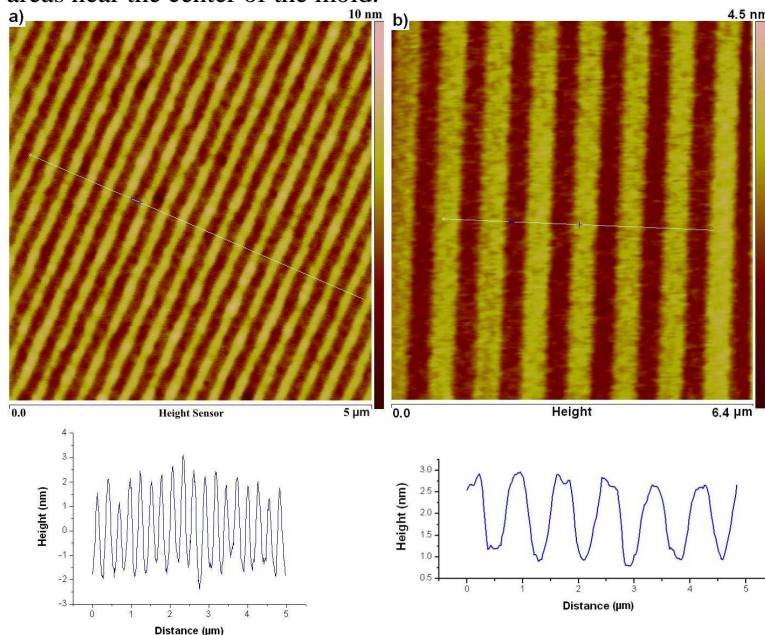 areas near the center of the mold.
a)
10 nm
b)
4.5 nm
0.0
Height Sensor
5 µm
0.0
Height
6.4 µm
4
3
2
1
0
-1
-2
-3
Height (nm)
0
1
2
3
4
5
Distance (µm)
3.0
2.5
2.0
1.5
1.0
0.5
Height (nm)
0
1
2
3
4
5
Distance (µm)